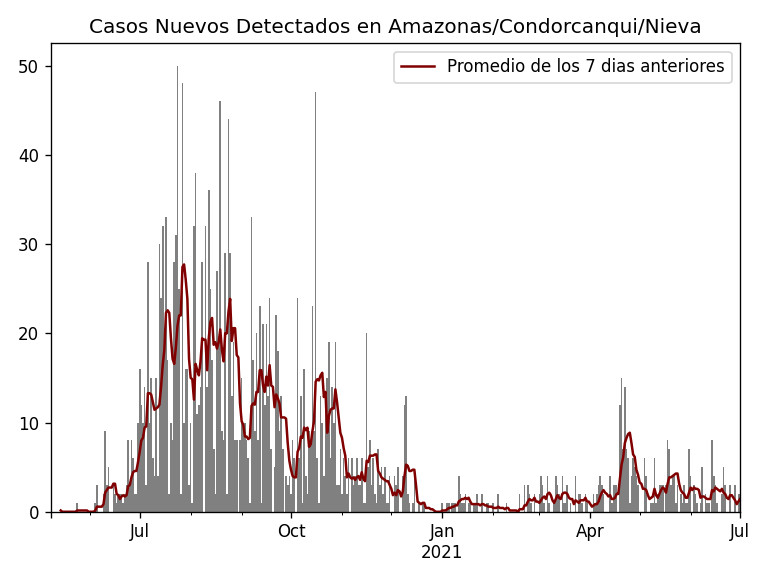 Casos Nuevos Detectados en Amazonas/Condorcanqui/Nieva
Promedio de los 7 dias anteriores
50
40
30
20
10
0
Jul
Oct
Jan
2021
Apr
Jul